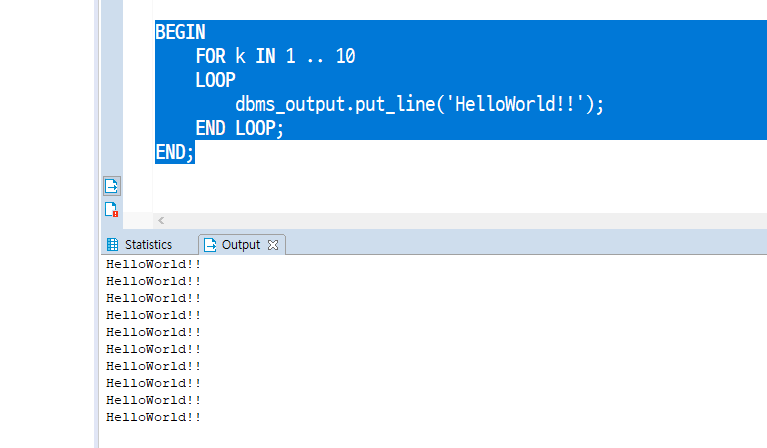 BEGIN
    FOR k IN 1 .. 10
    LOOP
        dbms_output.put_line('HelloWorld!!');
    END LOOP;
END;
Statistics Output
HelloWorld!!
HelloWorld!!
HelloWorld!!
HelloWorld!!
HelloWorld!!
HelloWorld!!
HelloWorld!!
HelloWorld!!
HelloWorld!!
HelloWorld!!